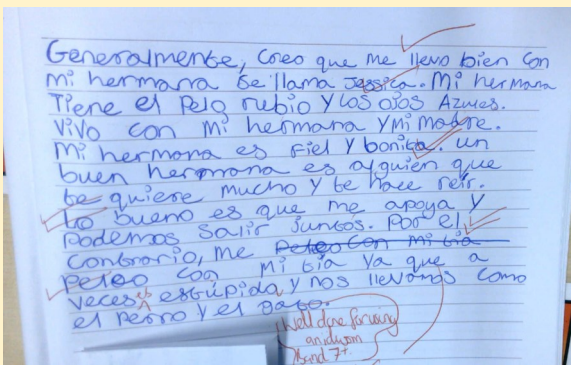 Generalmente, creo que me llevo bien con
mi hermana se llama Jessica. Mi hermana
Tiene el pelo rubio Y los ojos Azules.
Vivo con mi hermana Y mi madre.
Mi hermana es fiel Y bonita. un
buen hermana es alguien que
te quiere mucho Y te hace reír.
Lo bueno es que me apoya Y
Podemos salir juntos. Por el
contrario, me peleo con mi tía
Peleo con mi tía Ya que a
veces es estúpida Y nos llevamos como
el perro Y el gato.
Well done for using
an idiom
Band 7+.